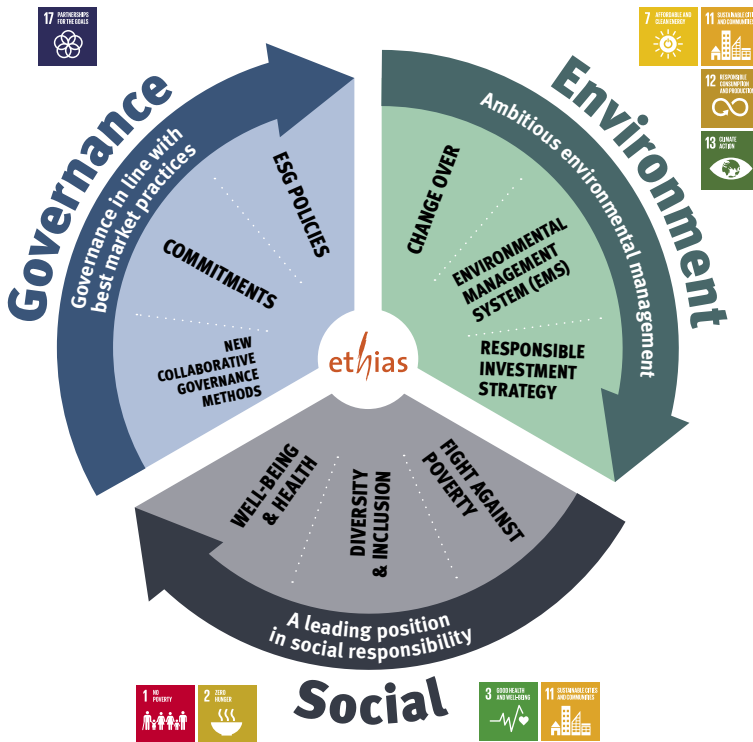 17 PARTNERSHIPS
FOR THE GOALS
Governance
Governance in line with
best market practices
ESG POLICIES
COMMITMENTS
NEW
COLLABORATIVE
GOVERNANCE
METHODS
7 AFFORDABLE AND
CLEAN ENERGY
11 SUSTAINABLE CITIES
AND COMMUNITIES
12 RESPONSIBLE
CONSUMPTION
AND PRODUCTION
13 CLIMATE
ACTION
Environment
Ambitious environmental management
CHANGE OVER
ENVIRONMENTAL
MANAGEMENT
SYSTEM (EMS)
RESPONSIBLE
INVESTMENT
STRATEGY
ethias
WELL-BEING
& HEALTH
DIVERSITY
& INCLUSION
FIGHT AGAINST
POVERTY
A leading position
in social responsibility
Social
1 NO
POVERTY
2 ZERO
HUNGER
3 GOOD HEALTH
AND WELL-BEING
11 SUSTAINABLE CITIES
AND COMMUNITIES